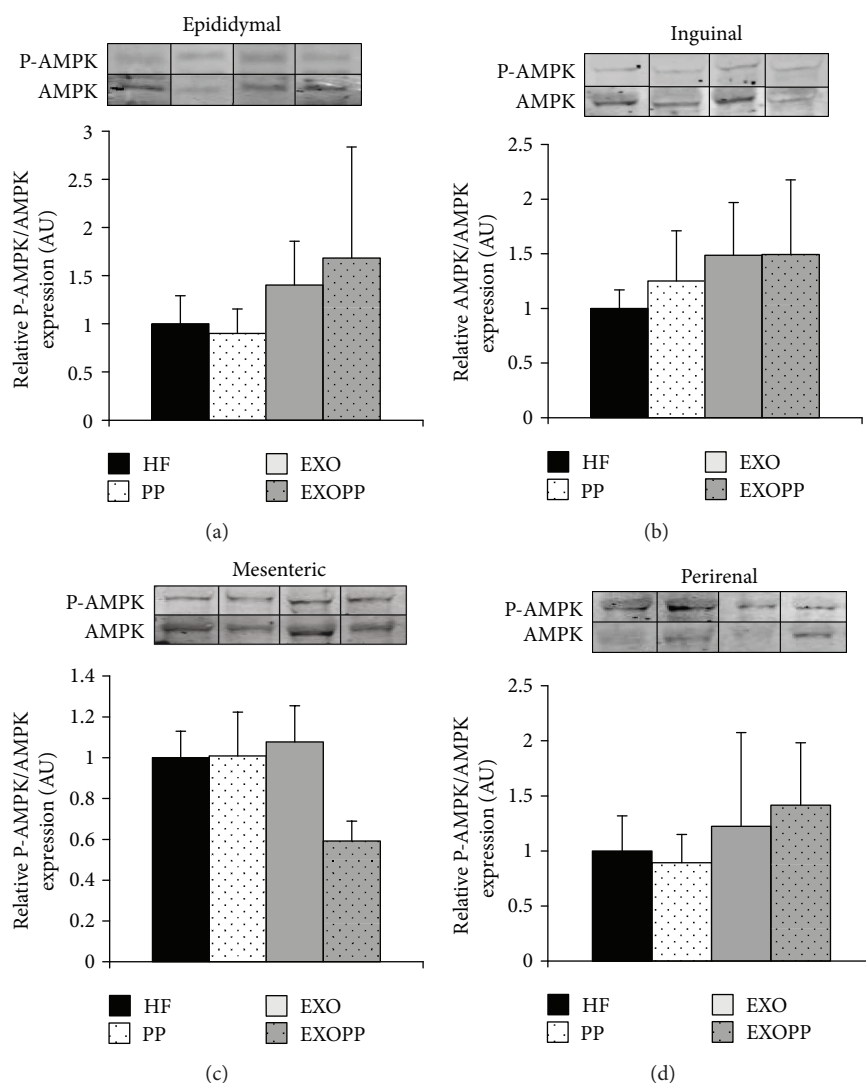 Epididymal
P-AMPK
AMPK
Relative P-AMPK/AMPK
expression (AU)
3
2.5
2
1.5
1
0.5
0
HF
EXO
PP
EXOPP
(a)
Inguinal
P-AMPK
AMPK
Relative AMPK/AMPK
expression (AU)
2.5
2
1.5
1
0.5
0
HF
EXO
PP
EXOPP
(b)
Mesenteric
P-AMPK
AMPK
Relative P-AMPK/AMPK
expression (AU)
1.4
1.2
1
0.8
0.6
0.4
0.2
0
HF
EXO
PP
EXOPP
(c)
Perirenal
P-AMPK
AMPK
Relative P-AMPK/AMPK
expression (AU)
2.5
2
1.5
1
0.5
0
HF
EXO
PP
EXOPP
(d)